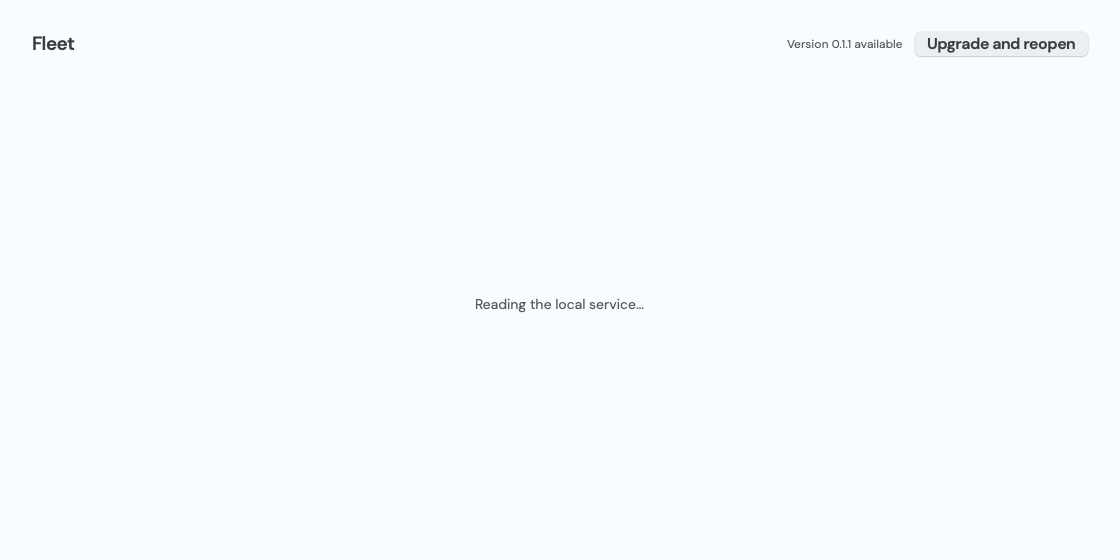 Fleet
Version 0.1.1 available
Upgrade and reopen
Reading the local service...